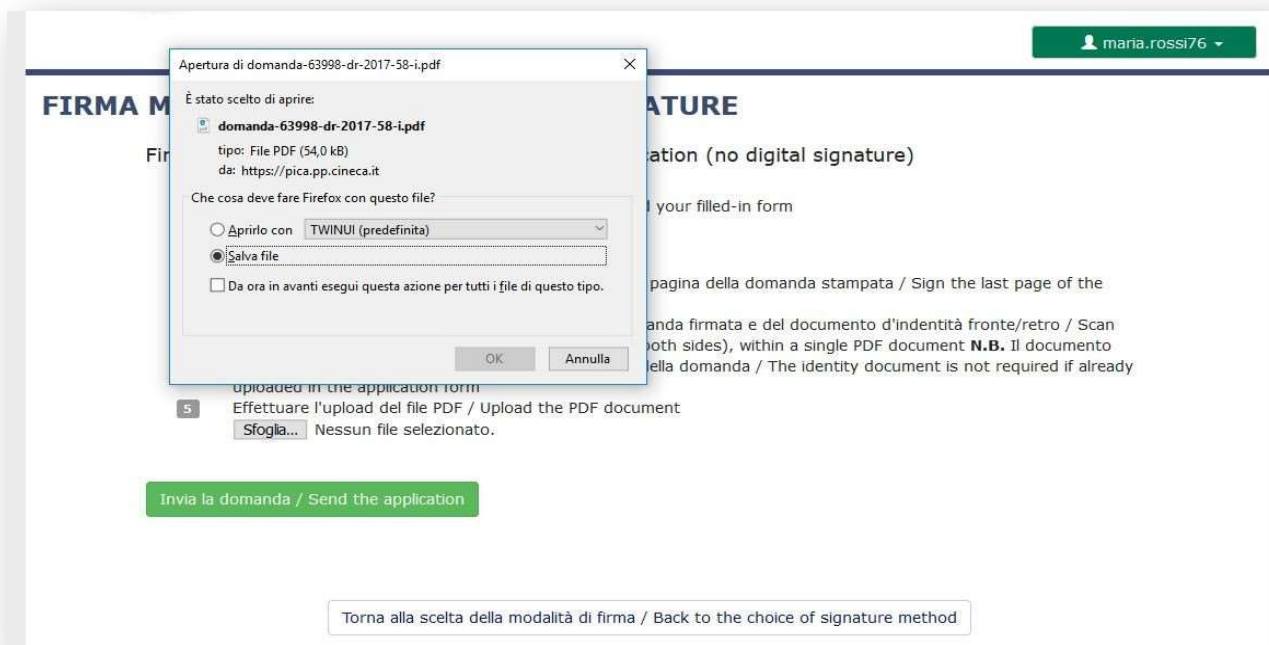 maria.rossi76
Apertura di domanda-63998-dr-2017-58-i.pdf
È stato scelto di aprire:
domanda-63998-dr-2017-58-i.pdf
tipo: File PDF (54,0 kB)
da: https://pica.pp.cineca.it
Che cosa deve fare Firefox con questo file?
Aprirlo con TWINUI (predefinita)
Salva file
Da ora in avanti esegui questa azione per tutti i file di questo tipo.
OK Annulla
FIRMA M ATURE
Fir ation (no digital signature)
your filled-in form
pagina della domanda stampata / Sign the last page of the
anda firmata e del documento d'indentità fronte/retro / Scan
both sides), within a single PDF document N.B. Il documento
della domanda / The identity document is not required if already
uploaded in the application form
5 Effettuare l'upload del file PDF / Upload the PDF document
Sfoglia... Nessun file selezionato.
Invia la domanda / Send the application
Torna alla scelta della modalità di firma / Back to the choice of signature method